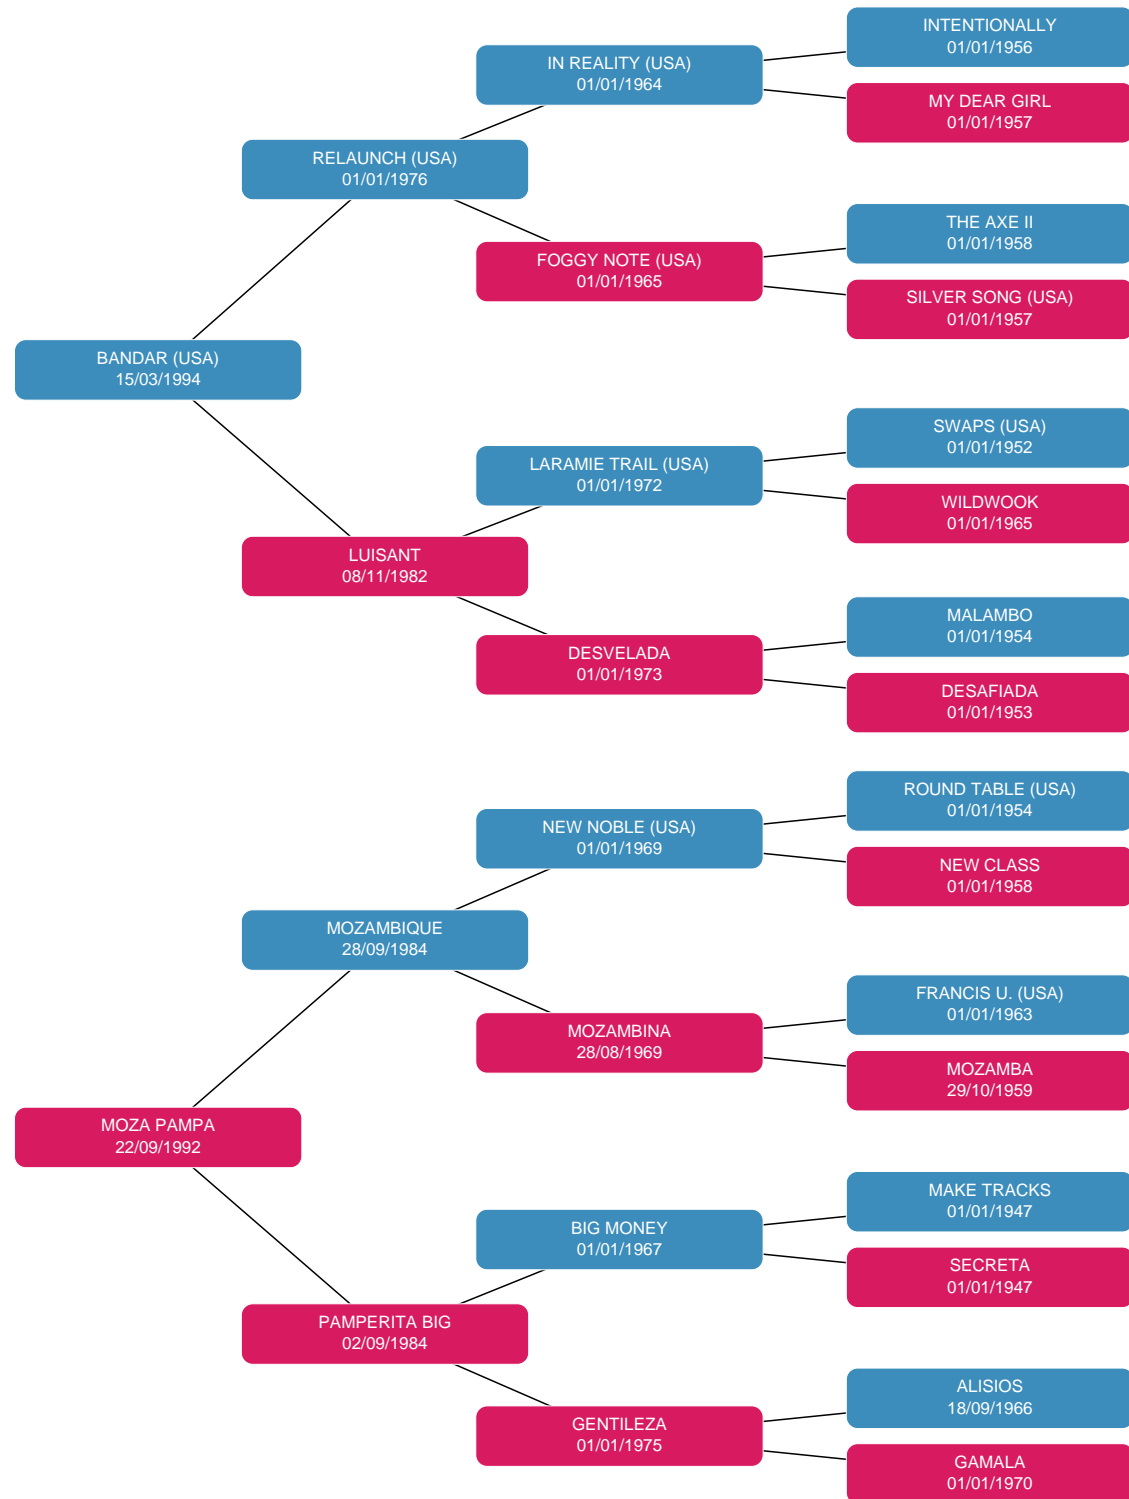 INTENTIONALLY
01/01/1956
IN REALITY (USA)
01/01/1964
MY DEAR GIRL
01/01/1957
RELAUNCH (USA)
01/01/1976
THE AXE II
01/01/1958
FOGGY NOTE (USA)
01/01/1965
SILVER SONG (USA)
01/01/1957
BANDAR (USA)
15/03/1994
SWAPS (USA)
01/01/1952
LARAMIE TRAIL (USA)
01/01/1972
WILDWOOK
01/01/1965
LUISANT
08/11/1982
MALAMBO
01/01/1954
DESVELADA
01/01/1973
DESAFIADA
01/01/1953
ROUND TABLE (USA)
01/01/1954
NEW NOBLE (USA)
01/01/1969
NEW CLASS
01/01/1958
MOZAMBIQUE
28/09/1984
FRANCIS U. (USA)
01/01/1963
MOZAMBINA
28/08/1969
MOZAMBA
29/10/1959
MOZA PAMPA
22/09/1992
MAKE TRACKS
01/01/1947
BIG MONEY
01/01/1967
SECRETA
01/01/1947
PAMPERITA BIG
02/09/1984
ALISIOS
18/09/1966
GENTILEZA
01/01/1975
GAMALA
01/01/1970